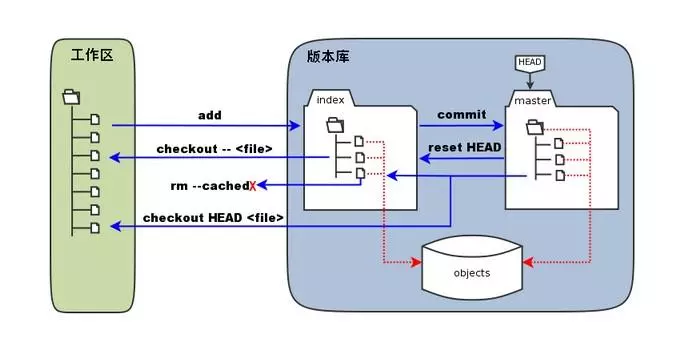 工作区
版本库
HEAD
index
master
add
commit
checkout -- <file>
reset HEAD
rm --cached
X
checkout HEAD <file>
objects